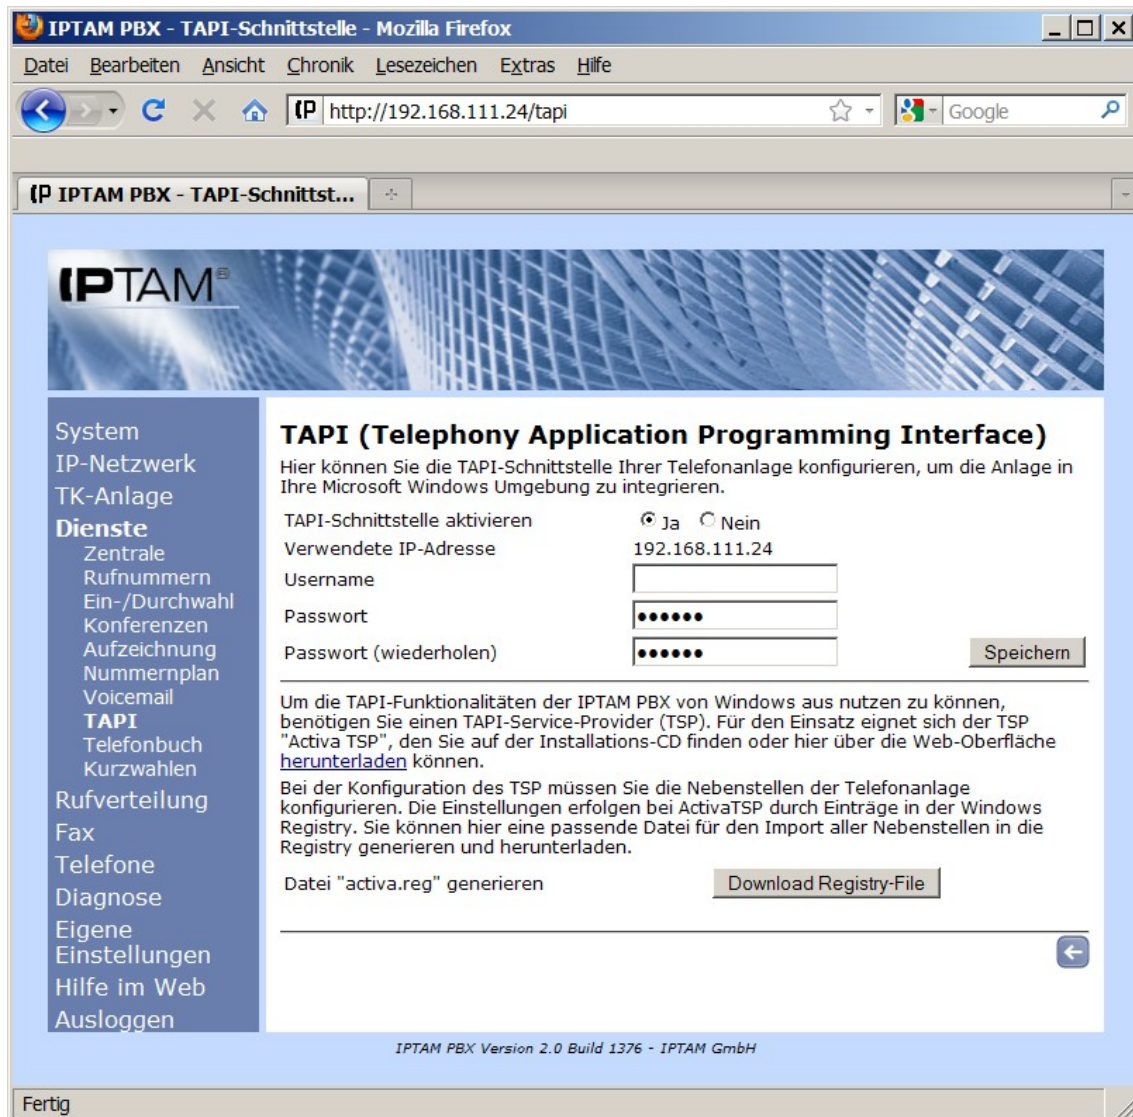 IPTAM PBX - TAPI-Schnittstelle - Mozilla Firefox
Datei Bearbeiten Ansicht Chronik Lesezeichen Extras Hilfe
http://192.168.111.24/tapi
Google
IPTAM PBX - TAPI-Schnittst...
IPTAM®
System
IP-Netzwerk
TK-Anlage
Dienste
Zentrale
Rufnummern
Ein-/Durchwahl
Konferenzen
Aufzeichnung
Nummernplan
Voicemail
TAPI
Telefonbuch
Kurzwahlen
Rufverteilung
Fax
Telefone
Diagnose
Eigene
Einstellungen
Hilfe im Web
Ausloggen
TAPI (Telephony Application Programming Interface)
Hier können Sie die TAPI-Schnittstelle Ihrer Telefonanlage konfigurieren, um die Anlage in
Ihre Microsoft Windows Umgebung zu integrieren.
TAPI-Schnittstelle aktivieren Ja Nein
Verwendete IP-Adresse 192.168.111.24
Username
Passwort ●●●●●●
Passwort (wiederholen) ●●●●●● Speichern
Um die TAPI-Funktionalitäten der IPTAM PBX von Windows aus nutzen zu können,
benötigen Sie einen TAPI-Service-Provider (TSP). Für den Einsatz eignet sich der TSP
"Activa TSP", den Sie auf der Installations-CD finden oder hier über die Web-Oberfläche
herunterladen können.
Bei der Konfiguration des TSP müssen Sie die Nebenstellen der Telefonanlage
konfigurieren. Die Einstellungen erfolgen bei ActivaTSP durch Einträge in der Windows
Registry. Sie können hier eine passende Datei für den Import aller Nebenstellen in die
Registry generieren und herunterladen.
Datei "activa.reg" generieren Download Registry-File
IPTAM PBX Version 2.0 Build 1376 - IPTAM GmbH
Fertig